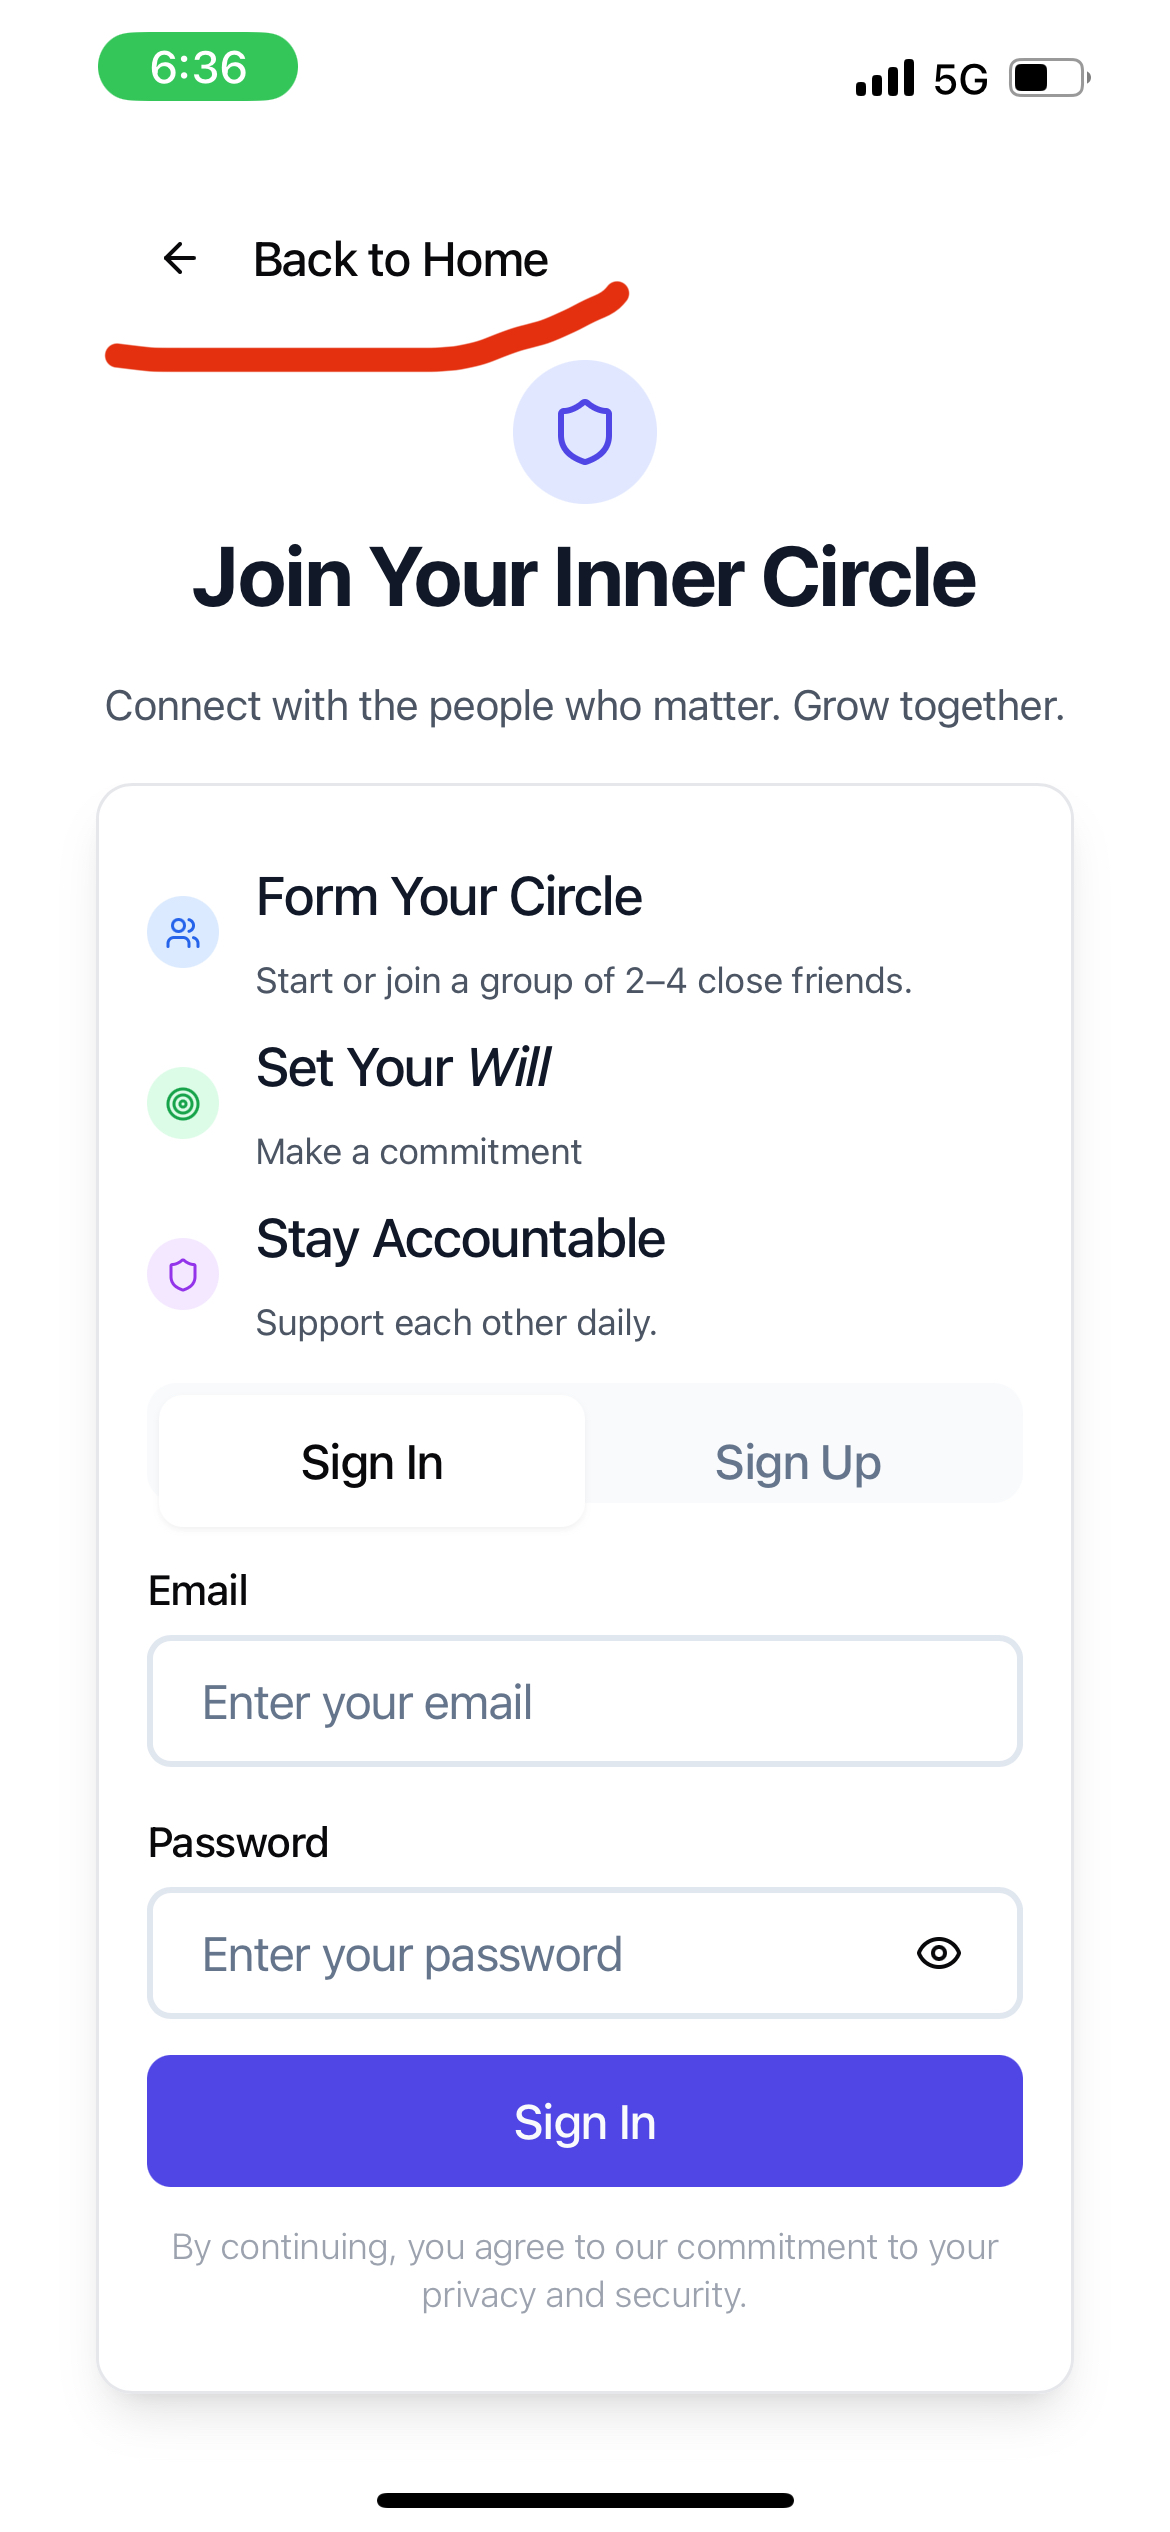 6:36
5G
Back to Home
Join Your Inner Circle
Connect with the people who matter. Grow together.
Form Your Circle
Start or join a group of 2–4 close friends.
Set Your Will
Make a commitment
Stay Accountable
Support each other daily.
Sign In
Sign Up
Email
Enter your email
Password
Enter your password
Sign In
By continuing, you agree to our commitment to your
privacy and security.